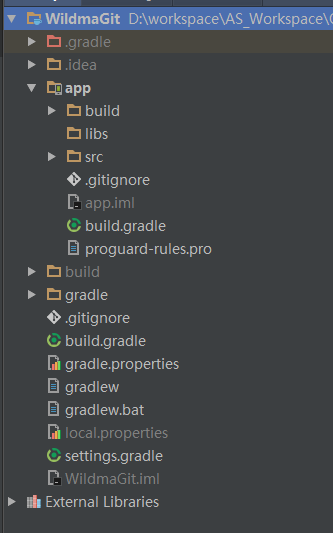 WildmaGit D:\workspace\AS_Workspace\
.gradle
.idea
app
build
libs
src
.gitignore
app.iml
build.gradle
proguard-rules.pro
build
gradle
.gitignore
build.gradle
gradle.properties
gradlew
gradlew.bat
local.properties
settings.gradle
WildmaGit.iml
External Libraries